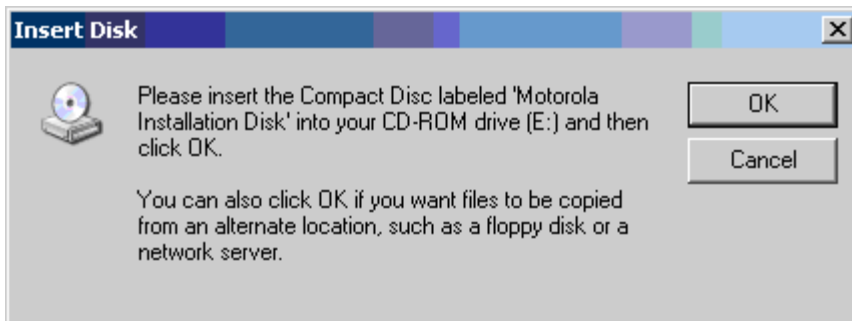 Insert Disk
Please insert the Compact Disc labeled 'Motorola
Installation Disk' into your CD-ROM drive (E:) and then
click OK.
You can also click OK if you want files to be copied
from an alternate location, such as a floppy disk or a
network server.
OK
Cancel